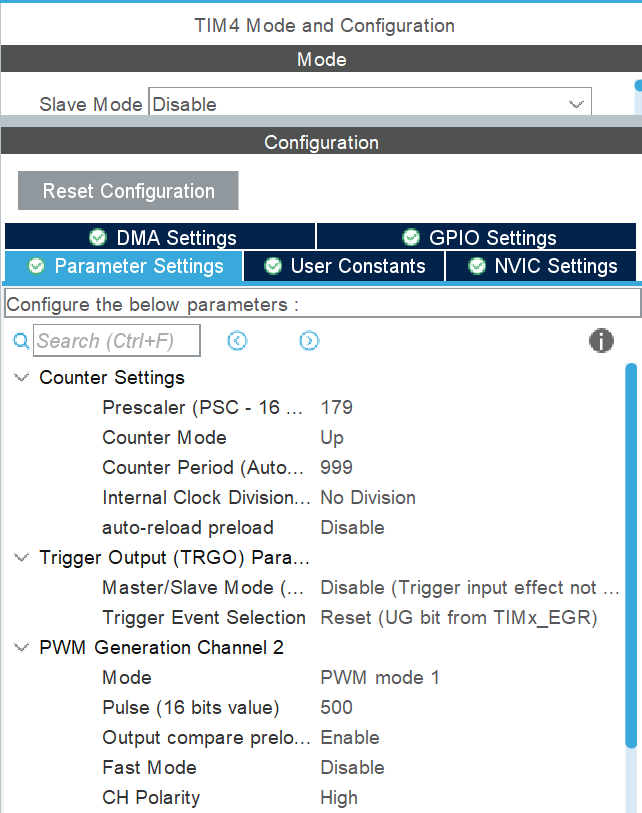 TIM4 Mode and Configuration
Mode
Slave Mode Disable
Configuration
Reset Configuration
DMA Settings GPIO Settings
Parameter Settings User Constants NVIC Settings
Configure the below parameters :
Search (Ctrl+F)
Counter Settings
Prescaler (PSC - 16 ... 179
Counter Mode Up
Counter Period (Auto... 999
Internal Clock Division... No Division
auto-reload preload Disable
Trigger Output (TRGO) Para...
Master/Slave Mode (... Disable (Trigger input effect not ...
Trigger Event Selection Reset (UG bit from TIMx_EGR)
PWM Generation Channel 2
Mode PWM mode 1
Pulse (16 bits value) 500
Output compare prelo... Enable
Fast Mode Disable
CH Polarity High